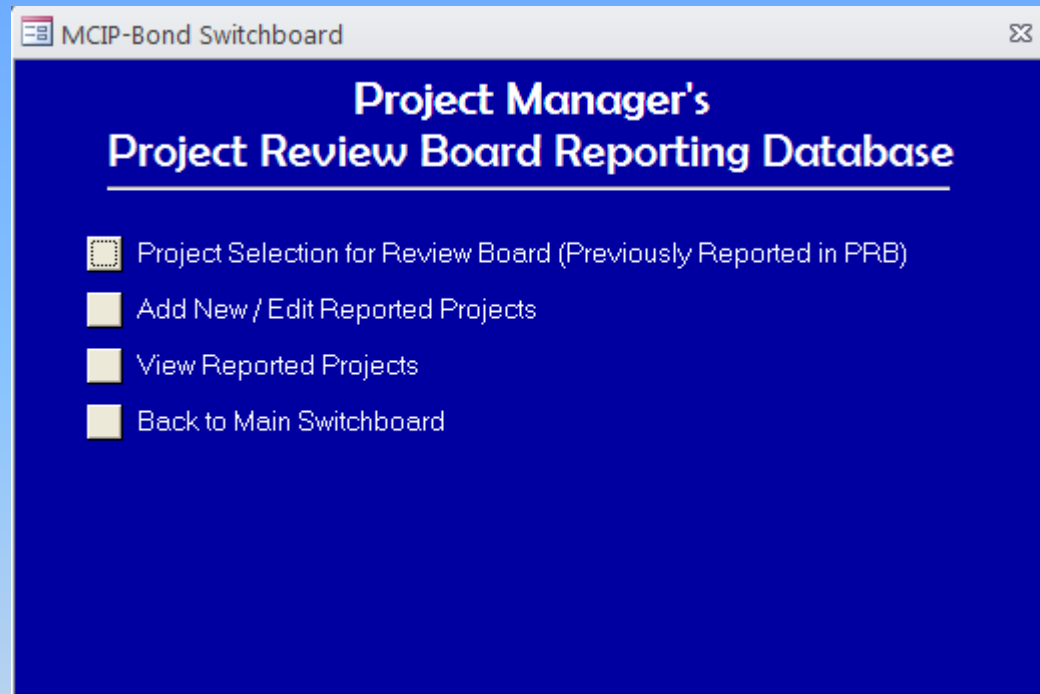 MCIP-Bond Switchboard
Project Manager's
Project Review Board Reporting Database
Project Selection for Review Board (Previously Reported in PRB)
Add New / Edit Reported Projects
View Reported Projects
Back to Main Switchboard